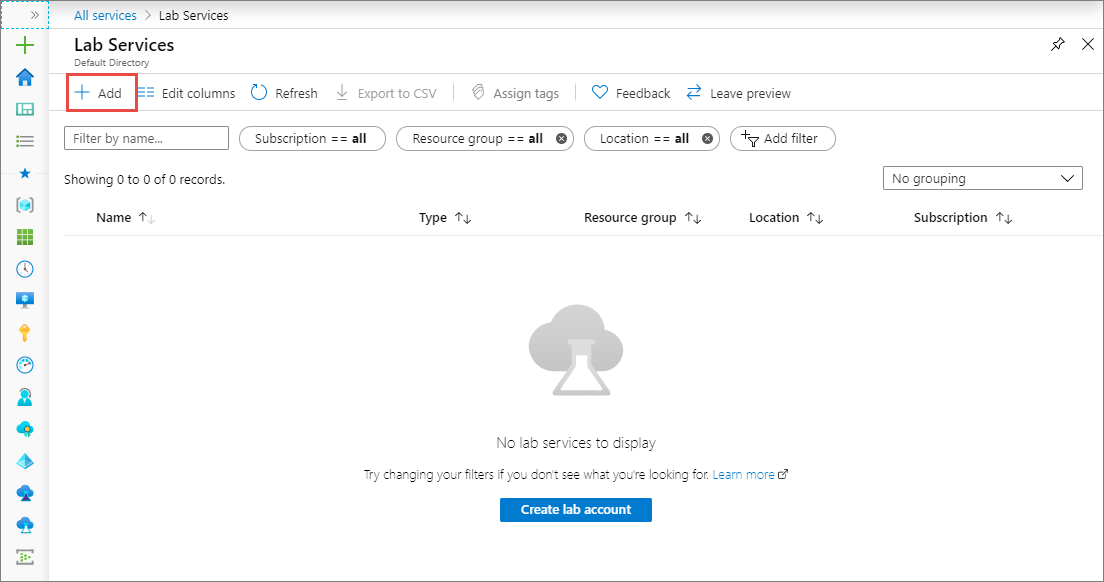 All services > Lab Services
Lab Services
Default Directory
Add Edit columns Refresh Export to CSV Assign tags Feedback Leave preview
Filter by name... Subscription == all Resource group == all Location == all Add filter
Showing 0 to 0 of 0 records. No grouping
Name Type Resource group Location Subscription
No lab services to display
Try changing your filters if you don't see what you're looking for. Learn more
Create lab account